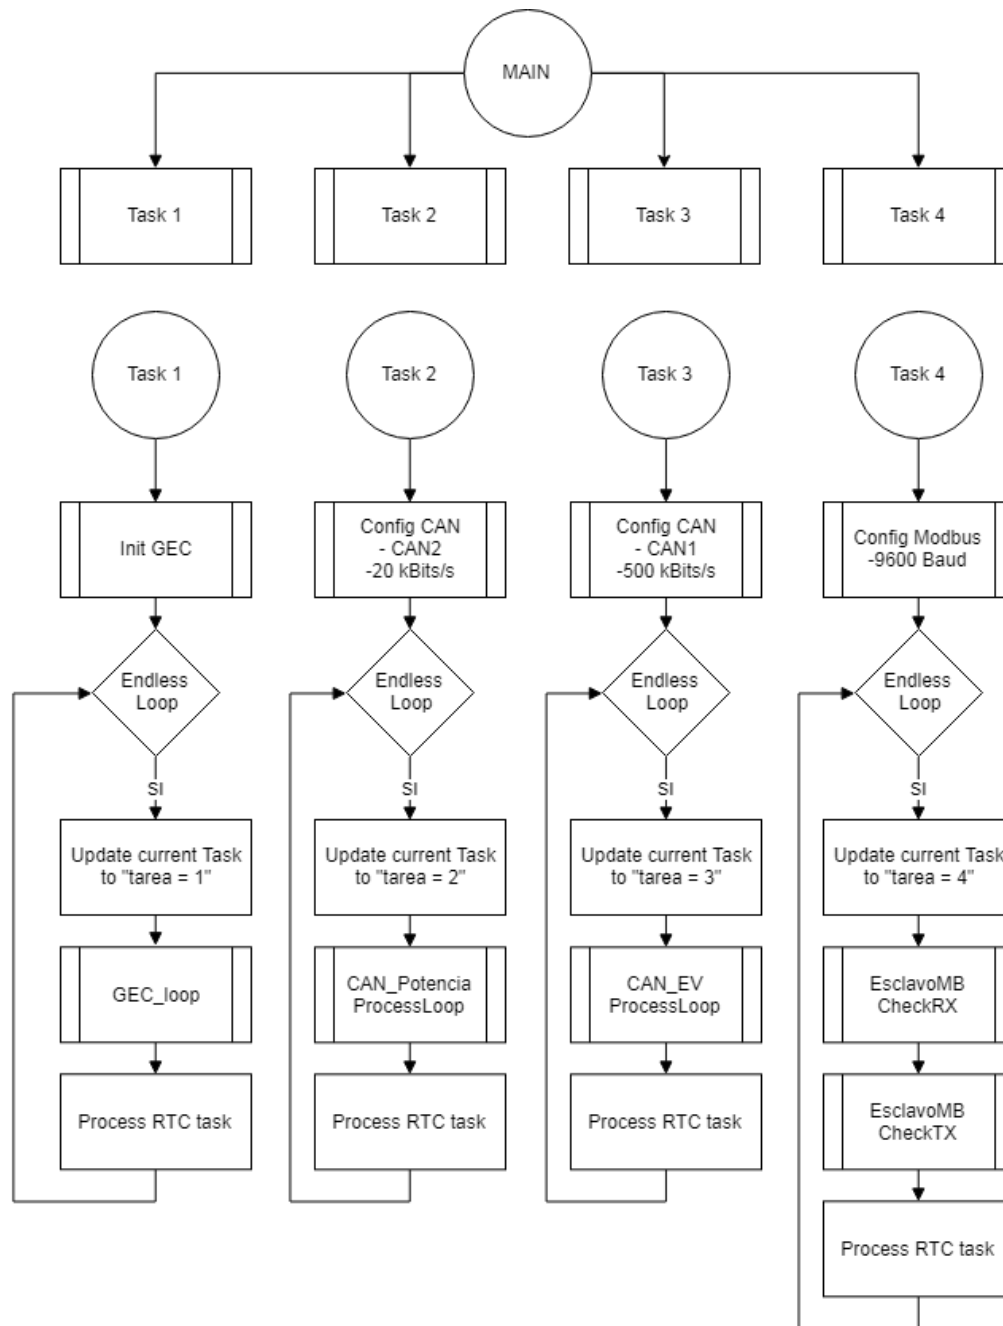 MAIN
Task 1
Task 2
Task 3
Task 4
Task 1
Task 2
Task 3
Task 4
Init GEC
Config CAN
- CAN2
-20 kBits/s
Config CAN
- CAN1
-500 kBits/s
Config Modbus
-9600 Baud
Endless
Loop
Endless
Loop
Endless
Loop
Endless
Loop
SI
SI
SI
SI
Update current Task
to "tarea = 1"
Update current Task
to "tarea = 2"
Update current Task
to "tarea = 3"
Update current Task
to "tarea = 4"
GEC_loop
CAN_Potencia
ProcessLoop
CAN_EV
ProcessLoop
EsclavoMB
CheckRX
Process RTC task
Process RTC task
Process RTC task
EsclavoMB
CheckTX
Process RTC task